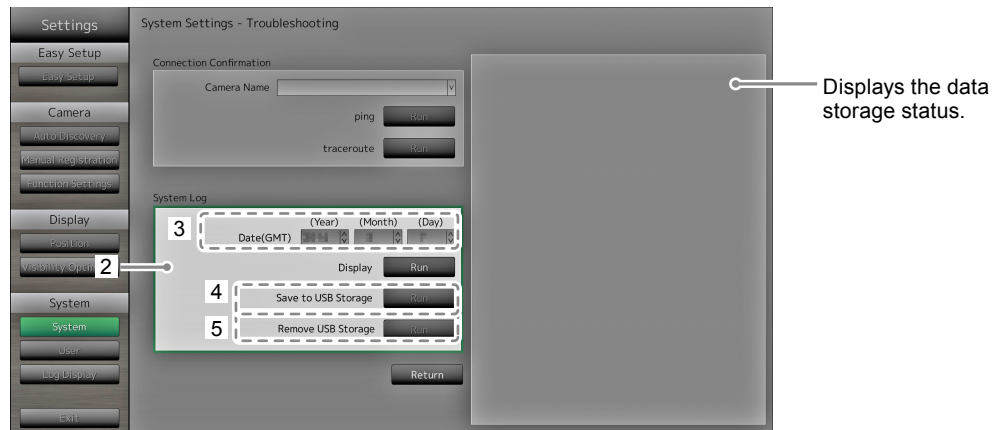 Settings
System Settings - Troubleshooting
Easy Setup
Easy Setup
Camera
Auto Discovery
Manual Registration
Function Settings
Display
Position
Visibility
System
System
User
Log Display
Exit
Connection Confirmation
Camera Name
ping Run
traceroute Run
System Log
(Year) (Month) (Day)
3 Date(GMT)
2
Display Run
4 Save to USB Storage Run
5 Remove USB Storage Run
Return
Displays the data
storage status.